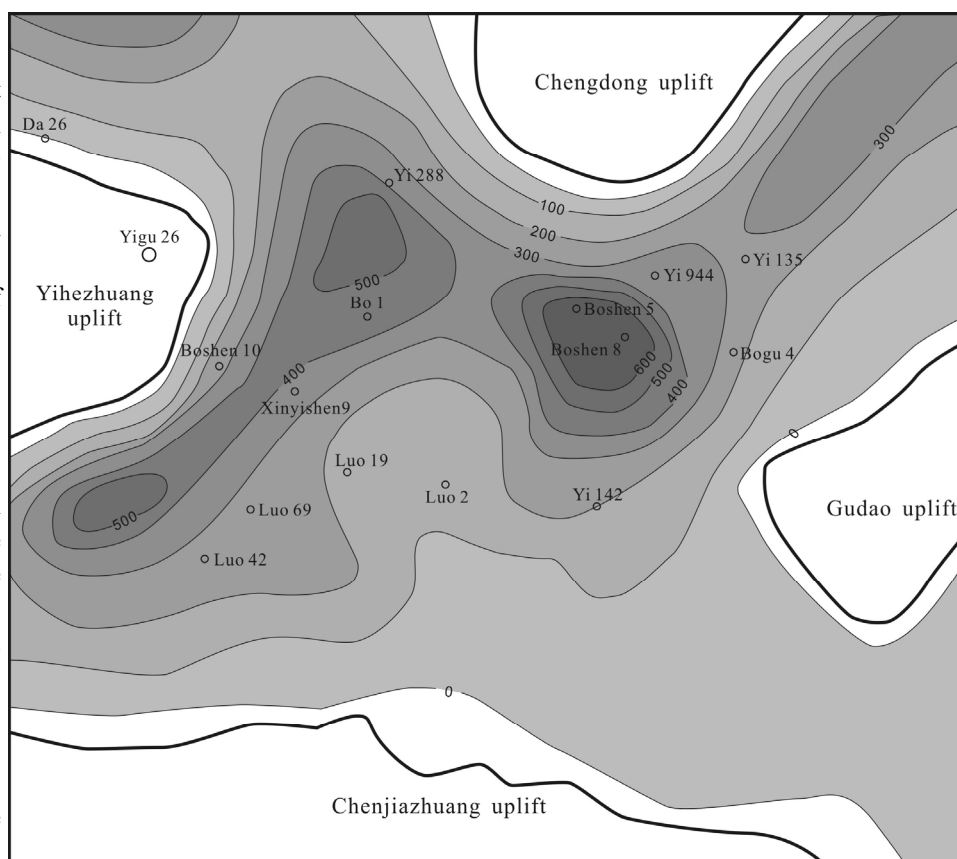 Chengdong uplift
Da 26
300
Yi 288
100
200
Yigu 26
300
Yi 135
Yi 944
500
Yihezhuang
uplift
Bo 1
Boshen 5
Boshen 10
Boshen 8
600
Bogu 4
400
500
400
Xinyishen9
0
Luo 19
Luo 2
Yi 142
500
Luo 69
Gudao uplift
Luo 42
0
Chenjiazhuang uplift